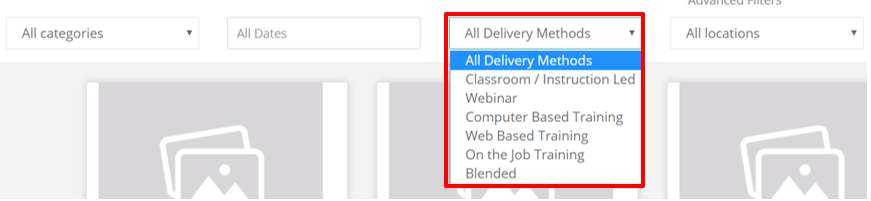 Advanced Filters
All categories
All Dates
All Delivery Methods
All locations
All Delivery Methods
Classroom / Instruction Led
Webinar
Computer Based Training
Web Based Training
On the Job Training
Blended